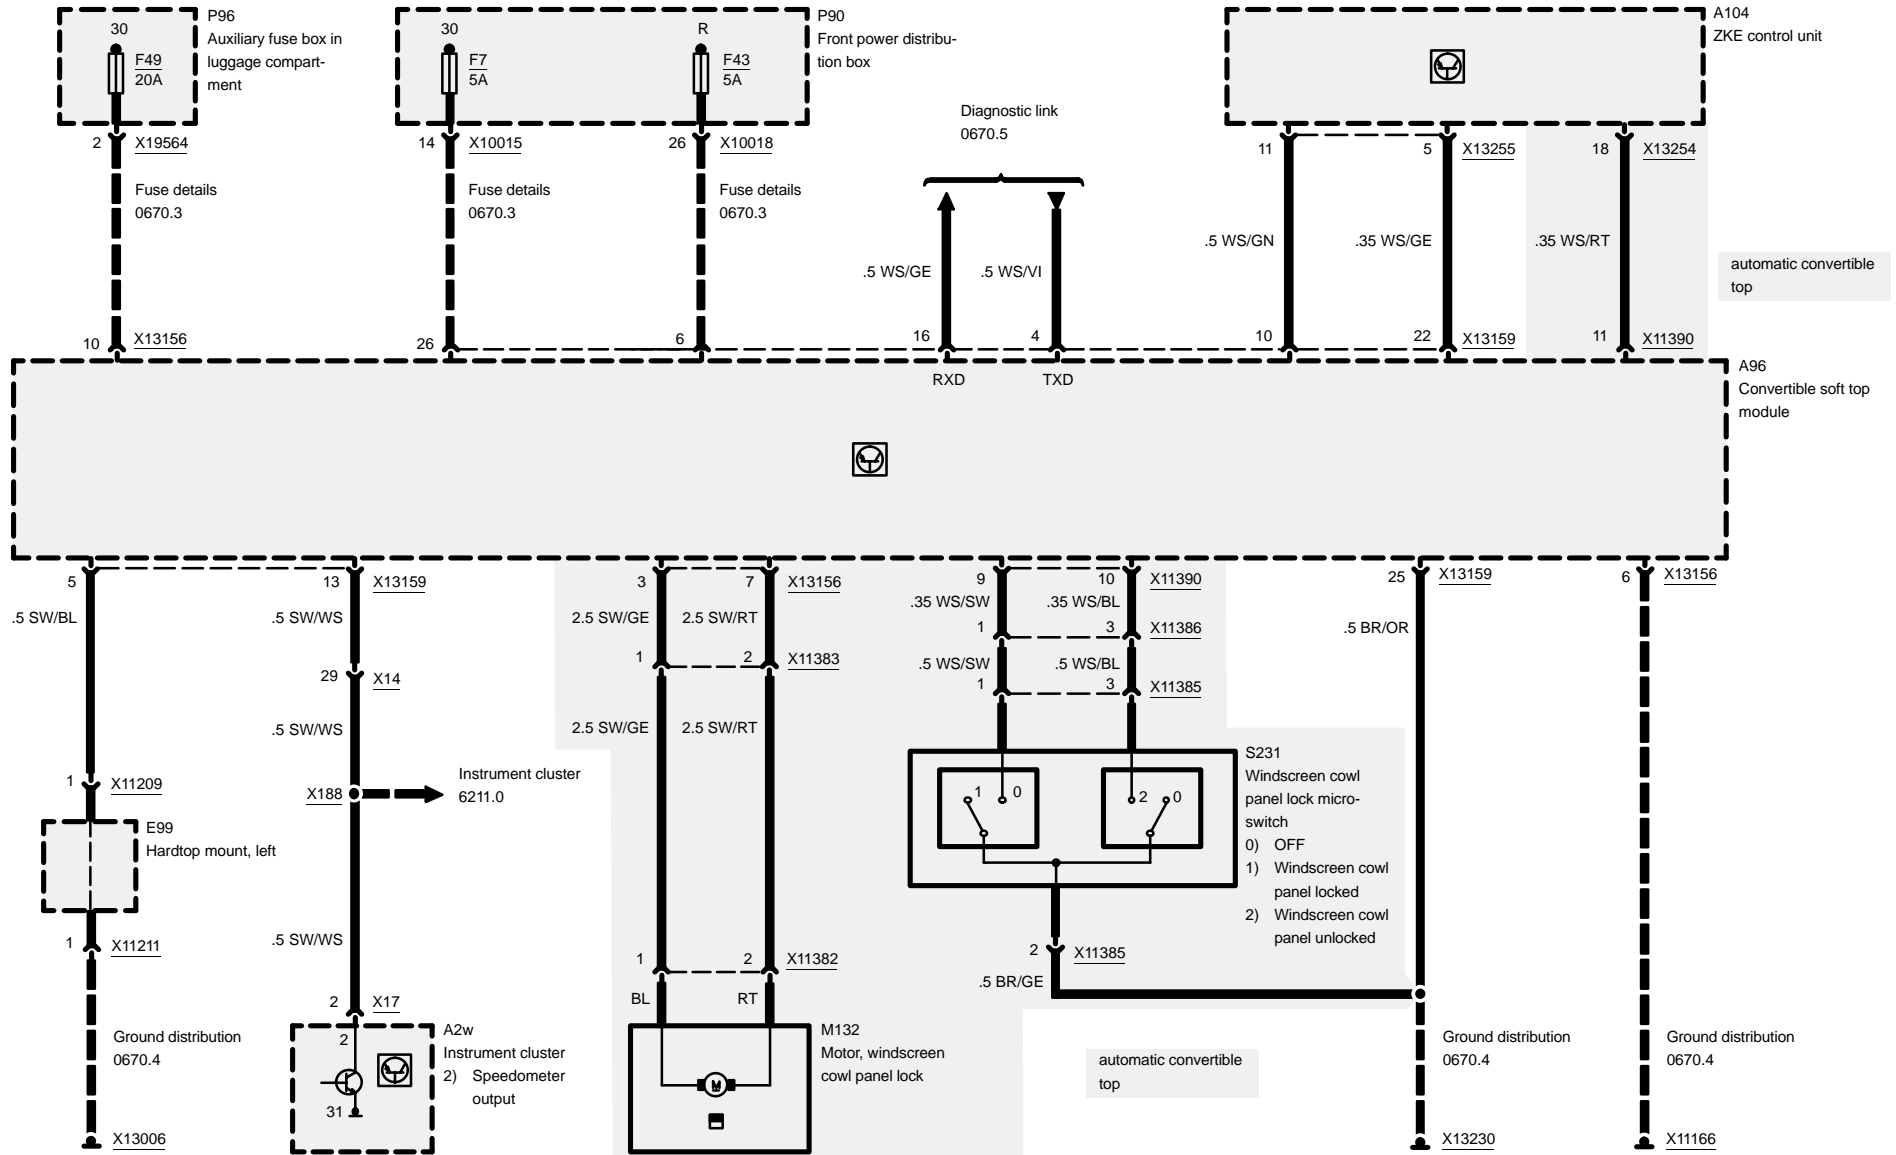 P96
Auxiliary fuse box in
luggage compart-
ment
30
F49
20A
P90
Front power distribu-
tion box
30
F7
5A
R
F43
5A
A104
ZKE control unit
2
X19564
14
X10015
26
X10018
Diagnostic link
0670.5
11
5
X13255
18
X13254
Fuse details
0670.3
Fuse details
0670.3
Fuse details
0670.3
.5 WS/GE
.5 WS/VI
.5 WS/GN
.35 WS/GE
.35 WS/RT
automatic convertible
top
10
X13156
26
6
16
4
10
22
X13159
11
X11390
RXD
TXD
A96
Convertible soft top
module
5
13
X13159
3
7
X13156
9
10
X11390
25
X13159
6
X13156
.5 SW/BL
.5 SW/WS
2.5 SW/GE
2.5 SW/RT
.35 WS/SW
.35 WS/BL
.5 BR/OR
1
3
X11386
29
X14
1
2
X11383
.5 WS/SW
.5 WS/BL
1
3
X11385
.5 SW/WS
2.5 SW/GE
2.5 SW/RT
1
X11209
X188
Instrument cluster
6211.0
1
0
2
0
S231
Windscreen cowl
panel lock micro-
switch
0) OFF
1) Windscreen cowl
panel locked
2) Windscreen cowl
panel unlocked
E99
Hardtop mount, left
1
X11211
.5 SW/WS
1
2
X11382
2
X11385
.5 BR/GE
2
X17
BL
RT
Ground distribution
0670.4
2
31
A2w
Instrument cluster
2) Speedometer
output
M
M132
Motor, windscreen
cowl panel lock
automatic convertible
top
Ground distribution
0670.4
Ground distribution
0670.4
X13006
X13230
X11166